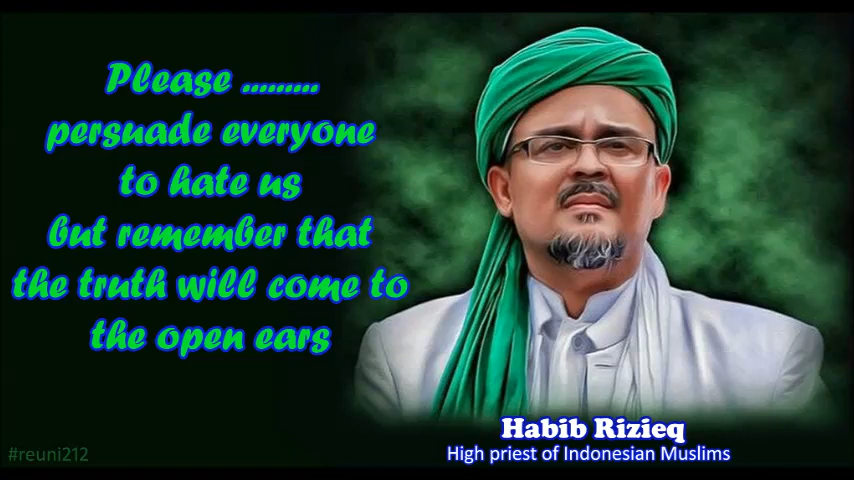 Please .........
persuade everyone
to hate us
but remember that
the truth will come to
the open ears
Habib Rizieq
High priest of Indonesian Muslims
#reuni212